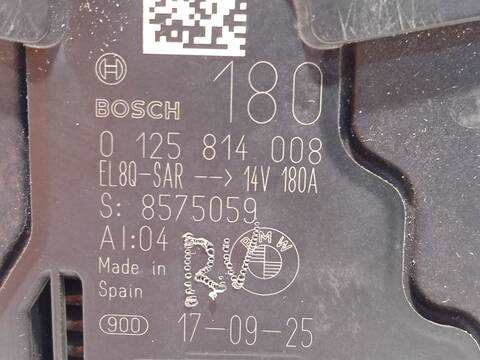 180
BOSCH
0 125 814 008
EL8Q-SAR --> 14V 180A
S: 8575059
AI:04
BMW
Made in
Spain
900
17-09-25